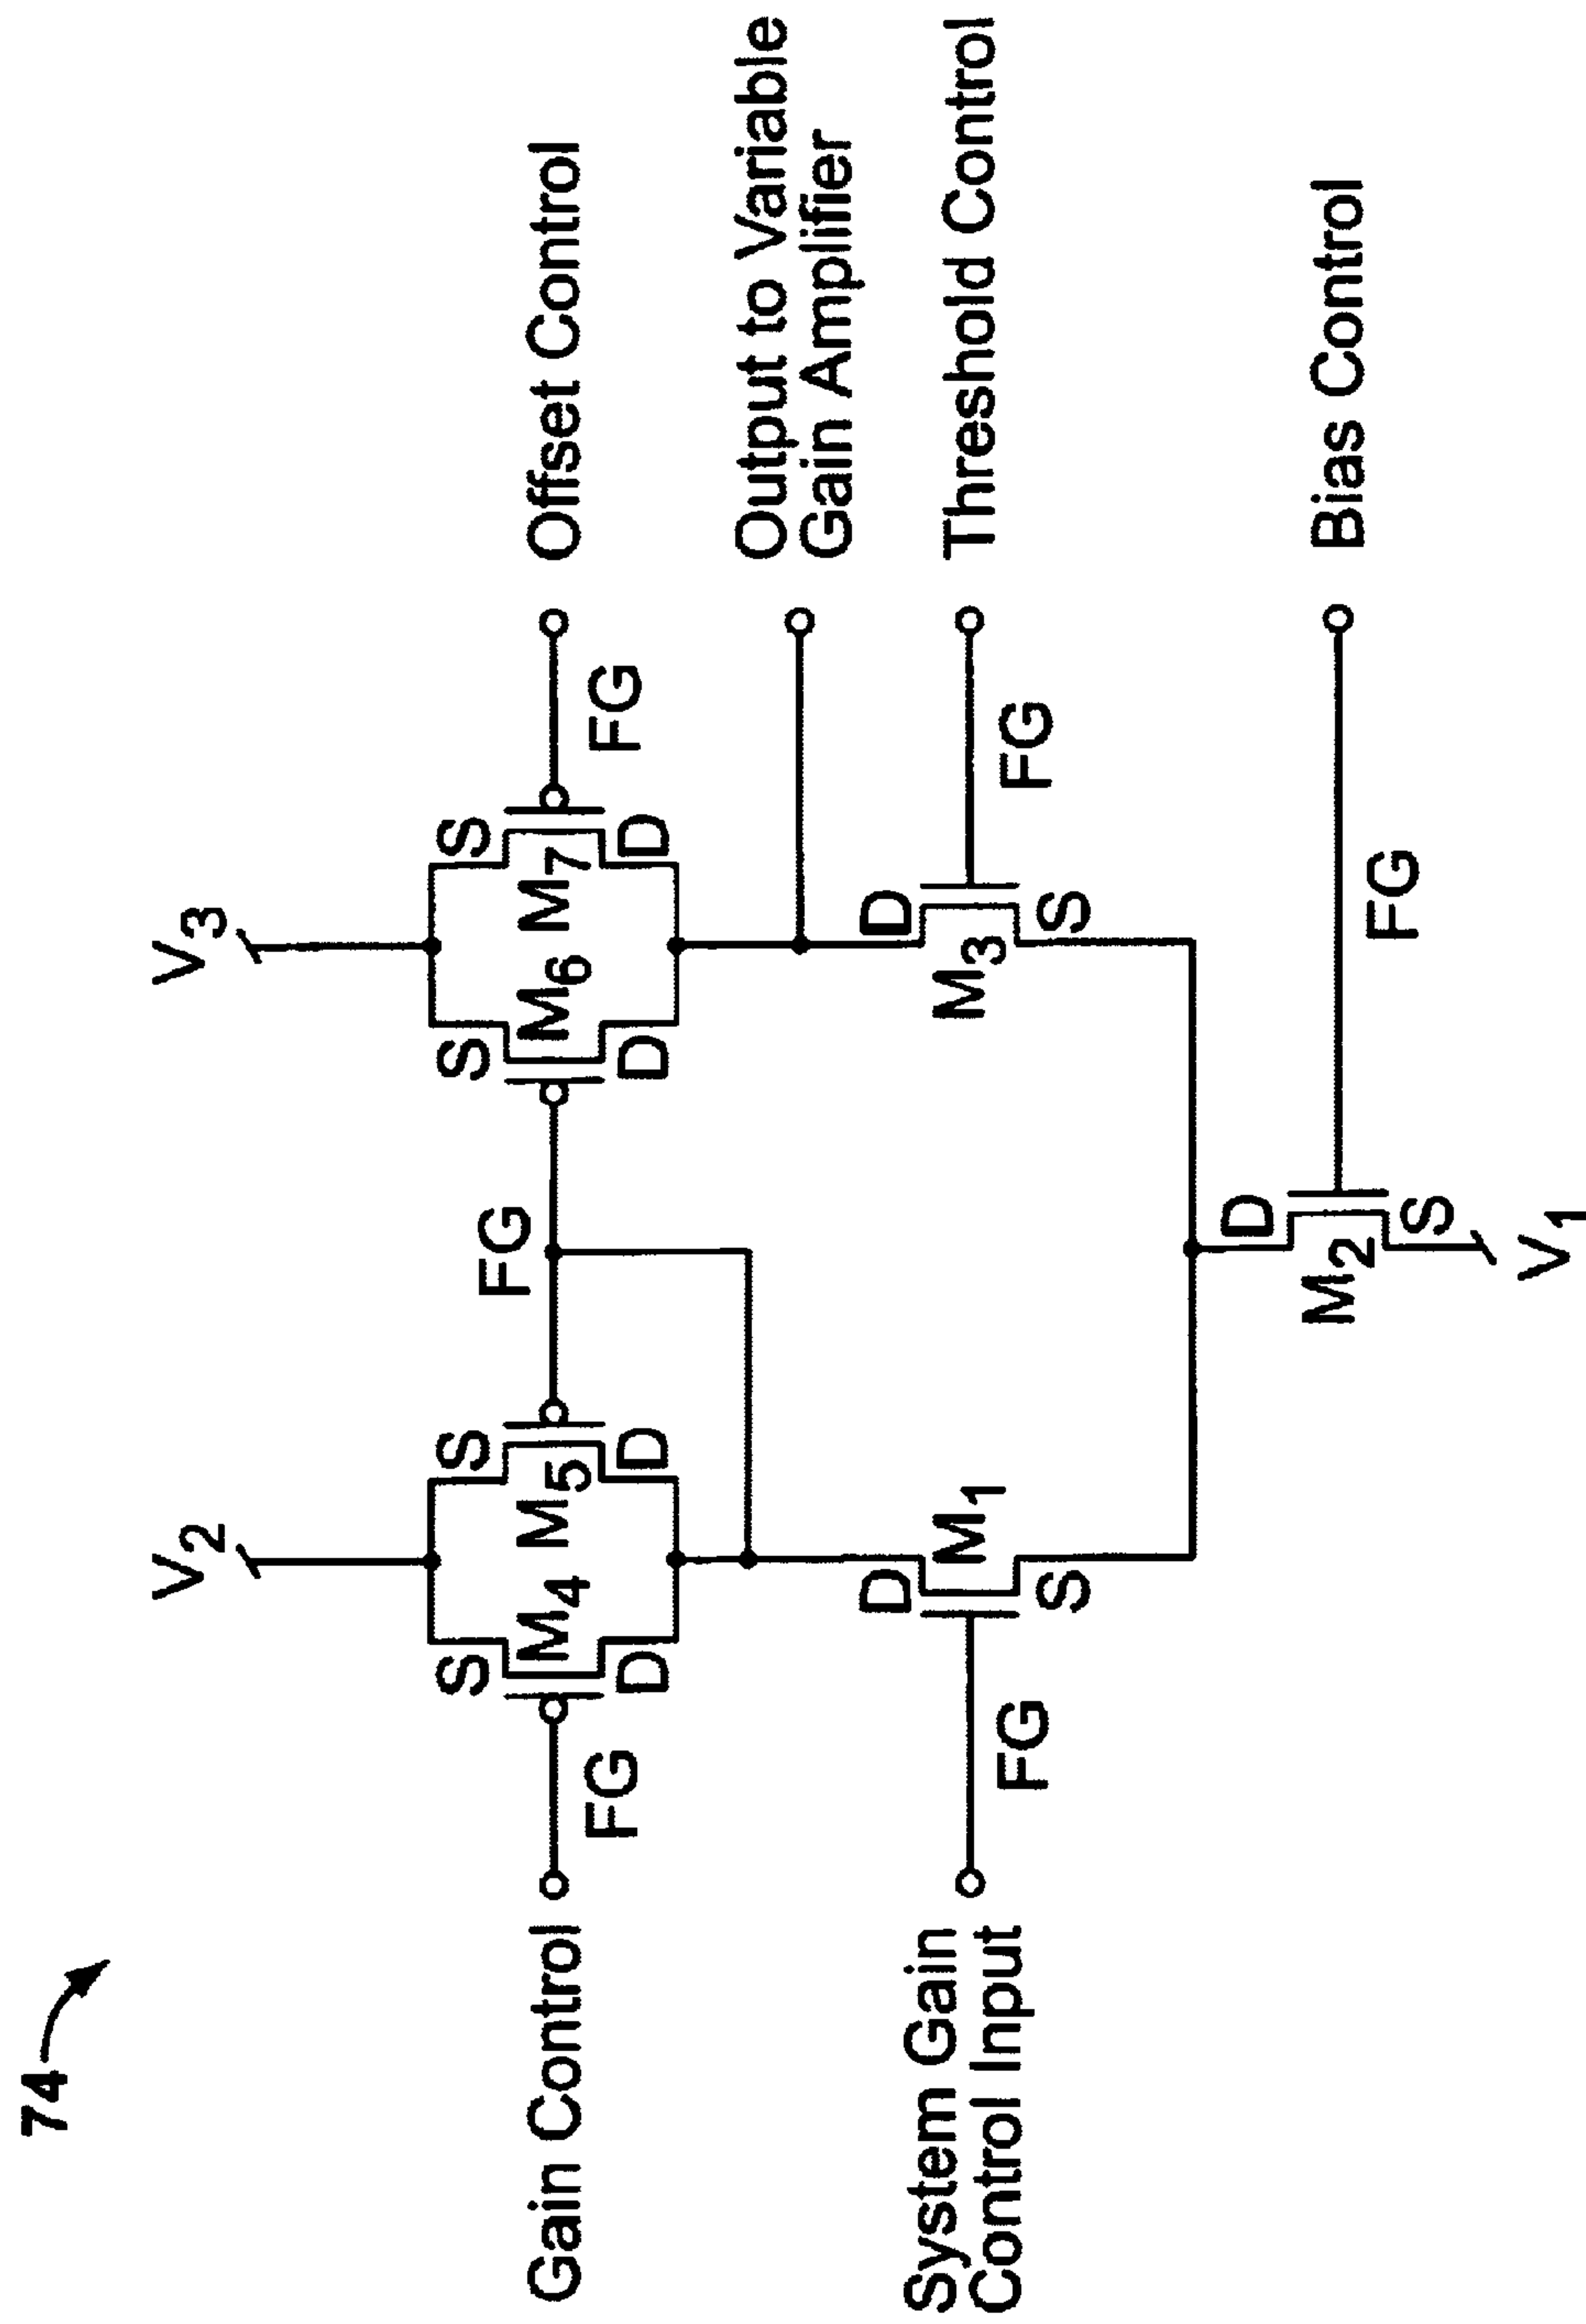 74
V2
V3
Gain Control
FG
S
M4
D
S
M5
D
FG
S
M6
D
S
M7
D
FG
Offset Control
Output to Variable
Gain Amplifier
System Gain
Control Input
FG
D
M1
S
D
M3
S
FG
Threshold Control
D
M2
S
FG
Bias Control
V1